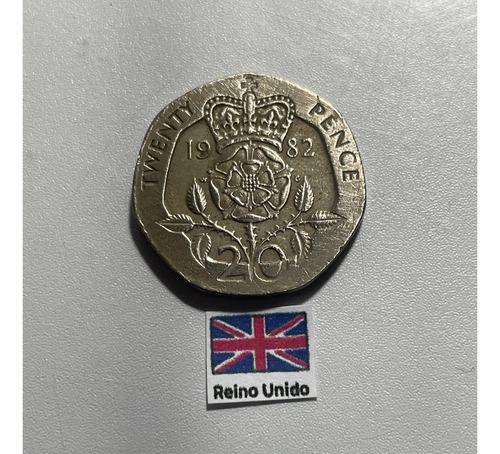 TWENTY PENCE
19 82
W G
20
Reino Unido